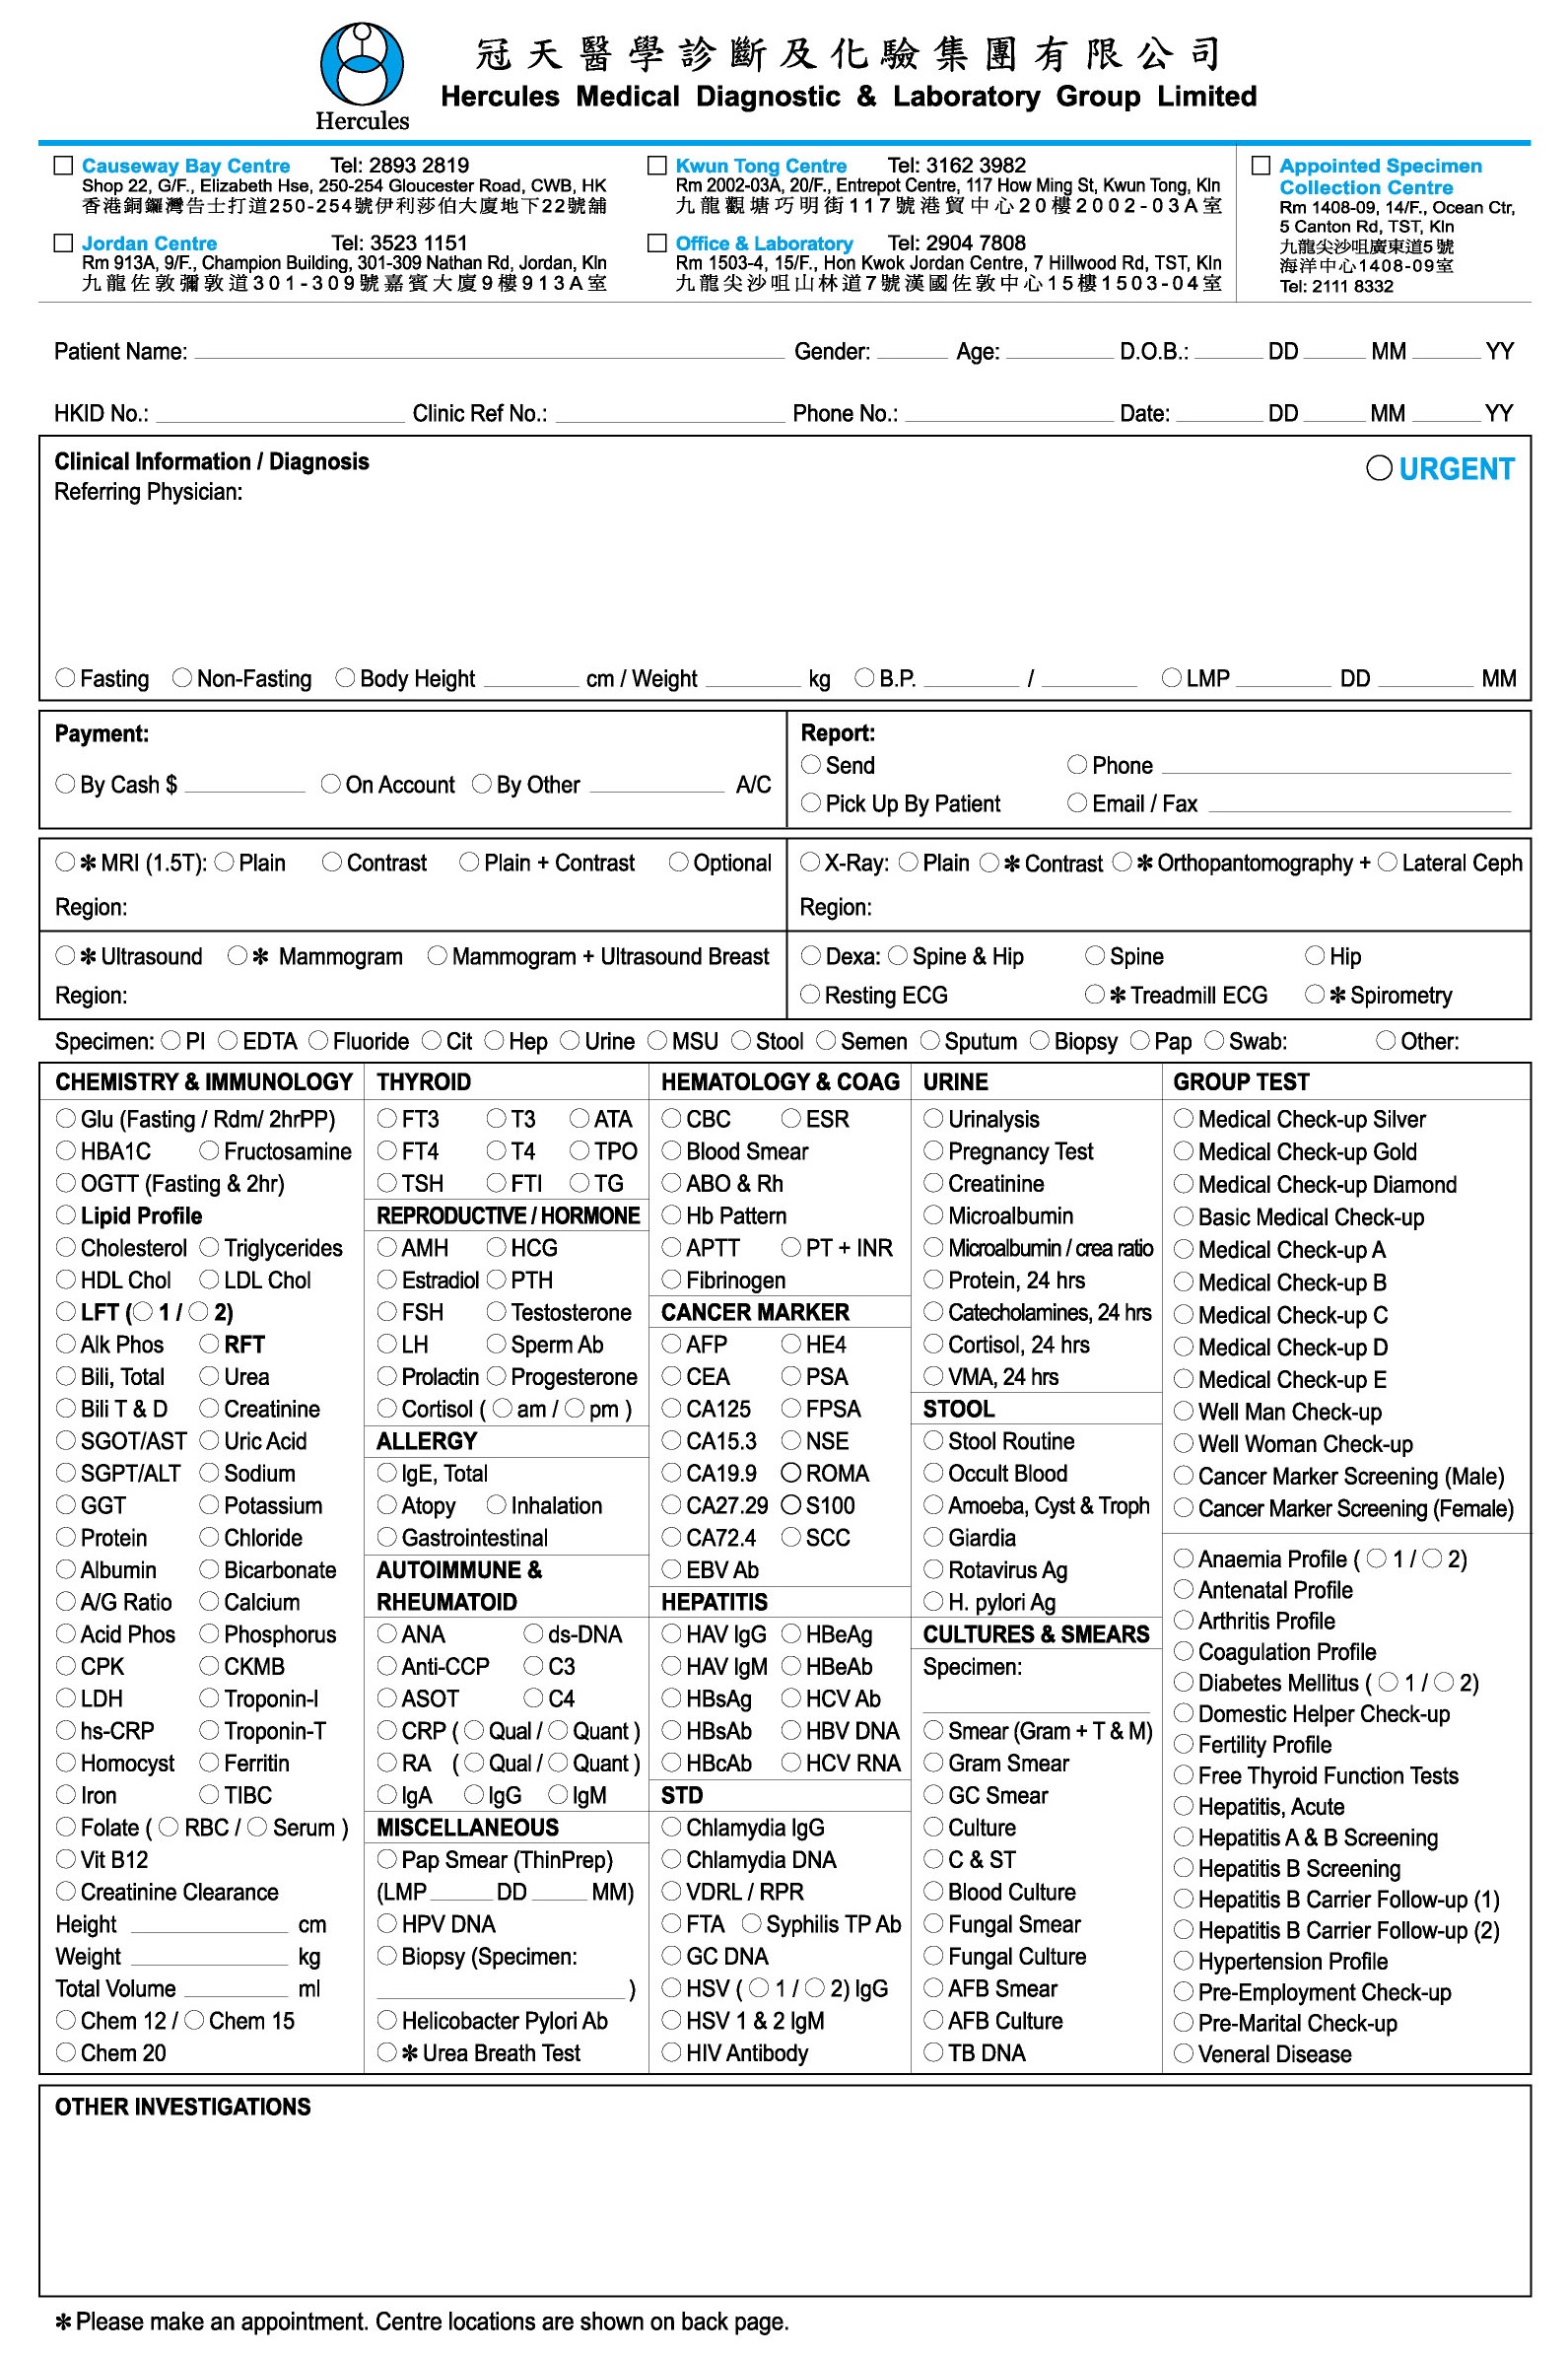 冠天醫學診斷及化驗集團有限公司
Hercules Medical Diagnostic & Laboratory Group Limited
Hercules
Causeway Bay Centre Tel: 2893 2819
Shop 22, G/F., Elizabeth Hse, 250-254 Gloucester Road, CWB, HK
香港銅鑼灣告士打道250-254號伊利莎伯大廈地下22號舖
Jordan Centre Tel: 3523 1151
Rm 913A, 9/F., Champion Building, 301-309 Nathan Rd, Jordan, Kln
九龍佐敦彌敦道301-309號嘉賓大廈9樓913A室
Kwun Tong Centre Tel: 3162 3982
Rm 2002-03A, 20/F., Entrepot Centre, 117 How Ming St, Kwun Tong, Kln
九龍觀塘巧明街117號港貿中心20樓2002-03A室
Office & Laboratory Tel: 2904 7808
Rm 1503-4, 15/F., Hon Kwok Jordan Centre, 7 Hillwood Rd, TST, Kln
九龍尖沙咀山林道7號漢國佐敦中心15樓1503-04室
Appointed Specimen
Collection Centre
Rm 1408-09, 14/F., Ocean Ctr,
5 Canton Rd, TST, Kln
九龍尖沙咀廣東道5號
海洋中心1408-09室
Tel: 2111 8332
Patient Name: Gender: Age: D.O.B.: DD MM YY
HKID No.: Clinic Ref No.: Phone No.: Date: DD MM YY
Clinical Information / Diagnosis
URGENT
Referring Physician:
Fasting Non-Fasting Body Height cm / Weight kg B.P. / LMP DD MM
Payment:
By Cash $ On Account By Other A/C
Report:
Send Phone
Pick Up By Patient Email / Fax
✻ MRI (1.5T): Plain Contrast Plain + Contrast Optional
Region:
X-Ray: Plain ✻ Contrast ✻ Orthopantomography + Lateral Ceph
Region:
✻ Ultrasound ✻ Mammogram Mammogram + Ultrasound Breast
Region:
Dexa: Spine & Hip Spine Hip
Resting ECG ✻ Treadmill ECG ✻ Spirometry
Specimen: Pl EDTA Fluoride Cit Hep Urine MSU Stool Semen Sputum Biopsy Pap Swab: Other:
CHEMISTRY & IMMUNOLOGY
Glu (Fasting / Rdm/ 2hrPP)
HBA1C Fructosamine
OGTT (Fasting & 2hr)
Lipid Profile
Cholesterol Triglycerides
HDL Chol LDL Chol
LFT ( 1 / 2)
Alk Phos RFT
Bili, Total Urea
Bili T & D Creatinine
SGOT/AST Uric Acid
SGPT/ALT Sodium
GGT Potassium
Protein Chloride
Albumin Bicarbonate
A/G Ratio Calcium
Acid Phos Phosphorus
CPK CKMB
LDH Troponin-I
hs-CRP Troponin-T
Homocyst Ferritin
Iron TIBC
Folate ( RBC / Serum )
Vit B12
Creatinine Clearance
Height cm
Weight kg
Total Volume ml
Chem 12 / Chem 15
Chem 20
THYROID
FT3 T3 ATA
FT4 T4 TPO
TSH FTI TG
REPRODUCTIVE / HORMONE
AMH HCG
Estradiol PTH
FSH Testosterone
LH Sperm Ab
Prolactin Progesterone
Cortisol ( am / pm )
ALLERGY
IgE, Total
Atopy Inhalation
Gastrointestinal
AUTOIMMUNE &
RHEUMATOID
ANA ds-DNA
Anti-CCP C3
ASOT C4
CRP ( Qual / Quant )
RA ( Qual / Quant )
IgA IgG IgM
MISCELLANEOUS
Pap Smear (ThinPrep)
(LMP DD MM)
HPV DNA
Biopsy (Specimen:
)
Helicobacter Pylori Ab
✻ Urea Breath Test
HEMATOLOGY & COAG
CBC ESR
Blood Smear
ABO & Rh
Hb Pattern
APTT PT + INR
Fibrinogen
CANCER MARKER
AFP HE4
CEA PSA
CA125 FPSA
CA15.3 NSE
CA19.9 ROMA
CA27.29 S100
CA72.4 SCC
EBV Ab
HEPATITIS
HAV IgG HBeAg
HAV IgM HBeAb
HBsAg HCV Ab
HBsAb HBV DNA
HBcAb HCV RNA
STD
Chlamydia IgG
Chlamydia DNA
VDRL / RPR
FTA Syphilis TP Ab
GC DNA
HSV ( 1 / 2) IgG
HSV 1 & 2 IgM
HIV Antibody
URINE
Urinalysis
Pregnancy Test
Creatinine
Microalbumin
Microalbumin / crea ratio
Protein, 24 hrs
Catecholamines, 24 hrs
Cortisol, 24 hrs
VMA, 24 hrs
STOOL
Stool Routine
Occult Blood
Amoeba, Cyst & Troph
Giardia
Rotavirus Ag
H. pylori Ag
CULTURES & SMEARS
Specimen:
Smear (Gram + T & M)
Gram Smear
GC Smear
Culture
C & ST
Blood Culture
Fungal Smear
Fungal Culture
AFB Smear
AFB Culture
TB DNA
GROUP TEST
Medical Check-up Silver
Medical Check-up Gold
Medical Check-up Diamond
Basic Medical Check-up
Medical Check-up A
Medical Check-up B
Medical Check-up C
Medical Check-up D
Medical Check-up E
Well Man Check-up
Well Woman Check-up
Cancer Marker Screening (Male)
Cancer Marker Screening (Female)
Anaemia Profile ( 1 / 2)
Antenatal Profile
Arthritis Profile
Coagulation Profile
Diabetes Mellitus ( 1 / 2)
Domestic Helper Check-up
Fertility Profile
Free Thyroid Function Tests
Hepatitis, Acute
Hepatitis A & B Screening
Hepatitis B Screening
Hepatitis B Carrier Follow-up (1)
Hepatitis B Carrier Follow-up (2)
Hypertension Profile
Pre-Employment Check-up
Pre-Marital Check-up
Veneral Disease
OTHER INVESTIGATIONS
✻ Please make an appointment. Centre locations are shown on back page.